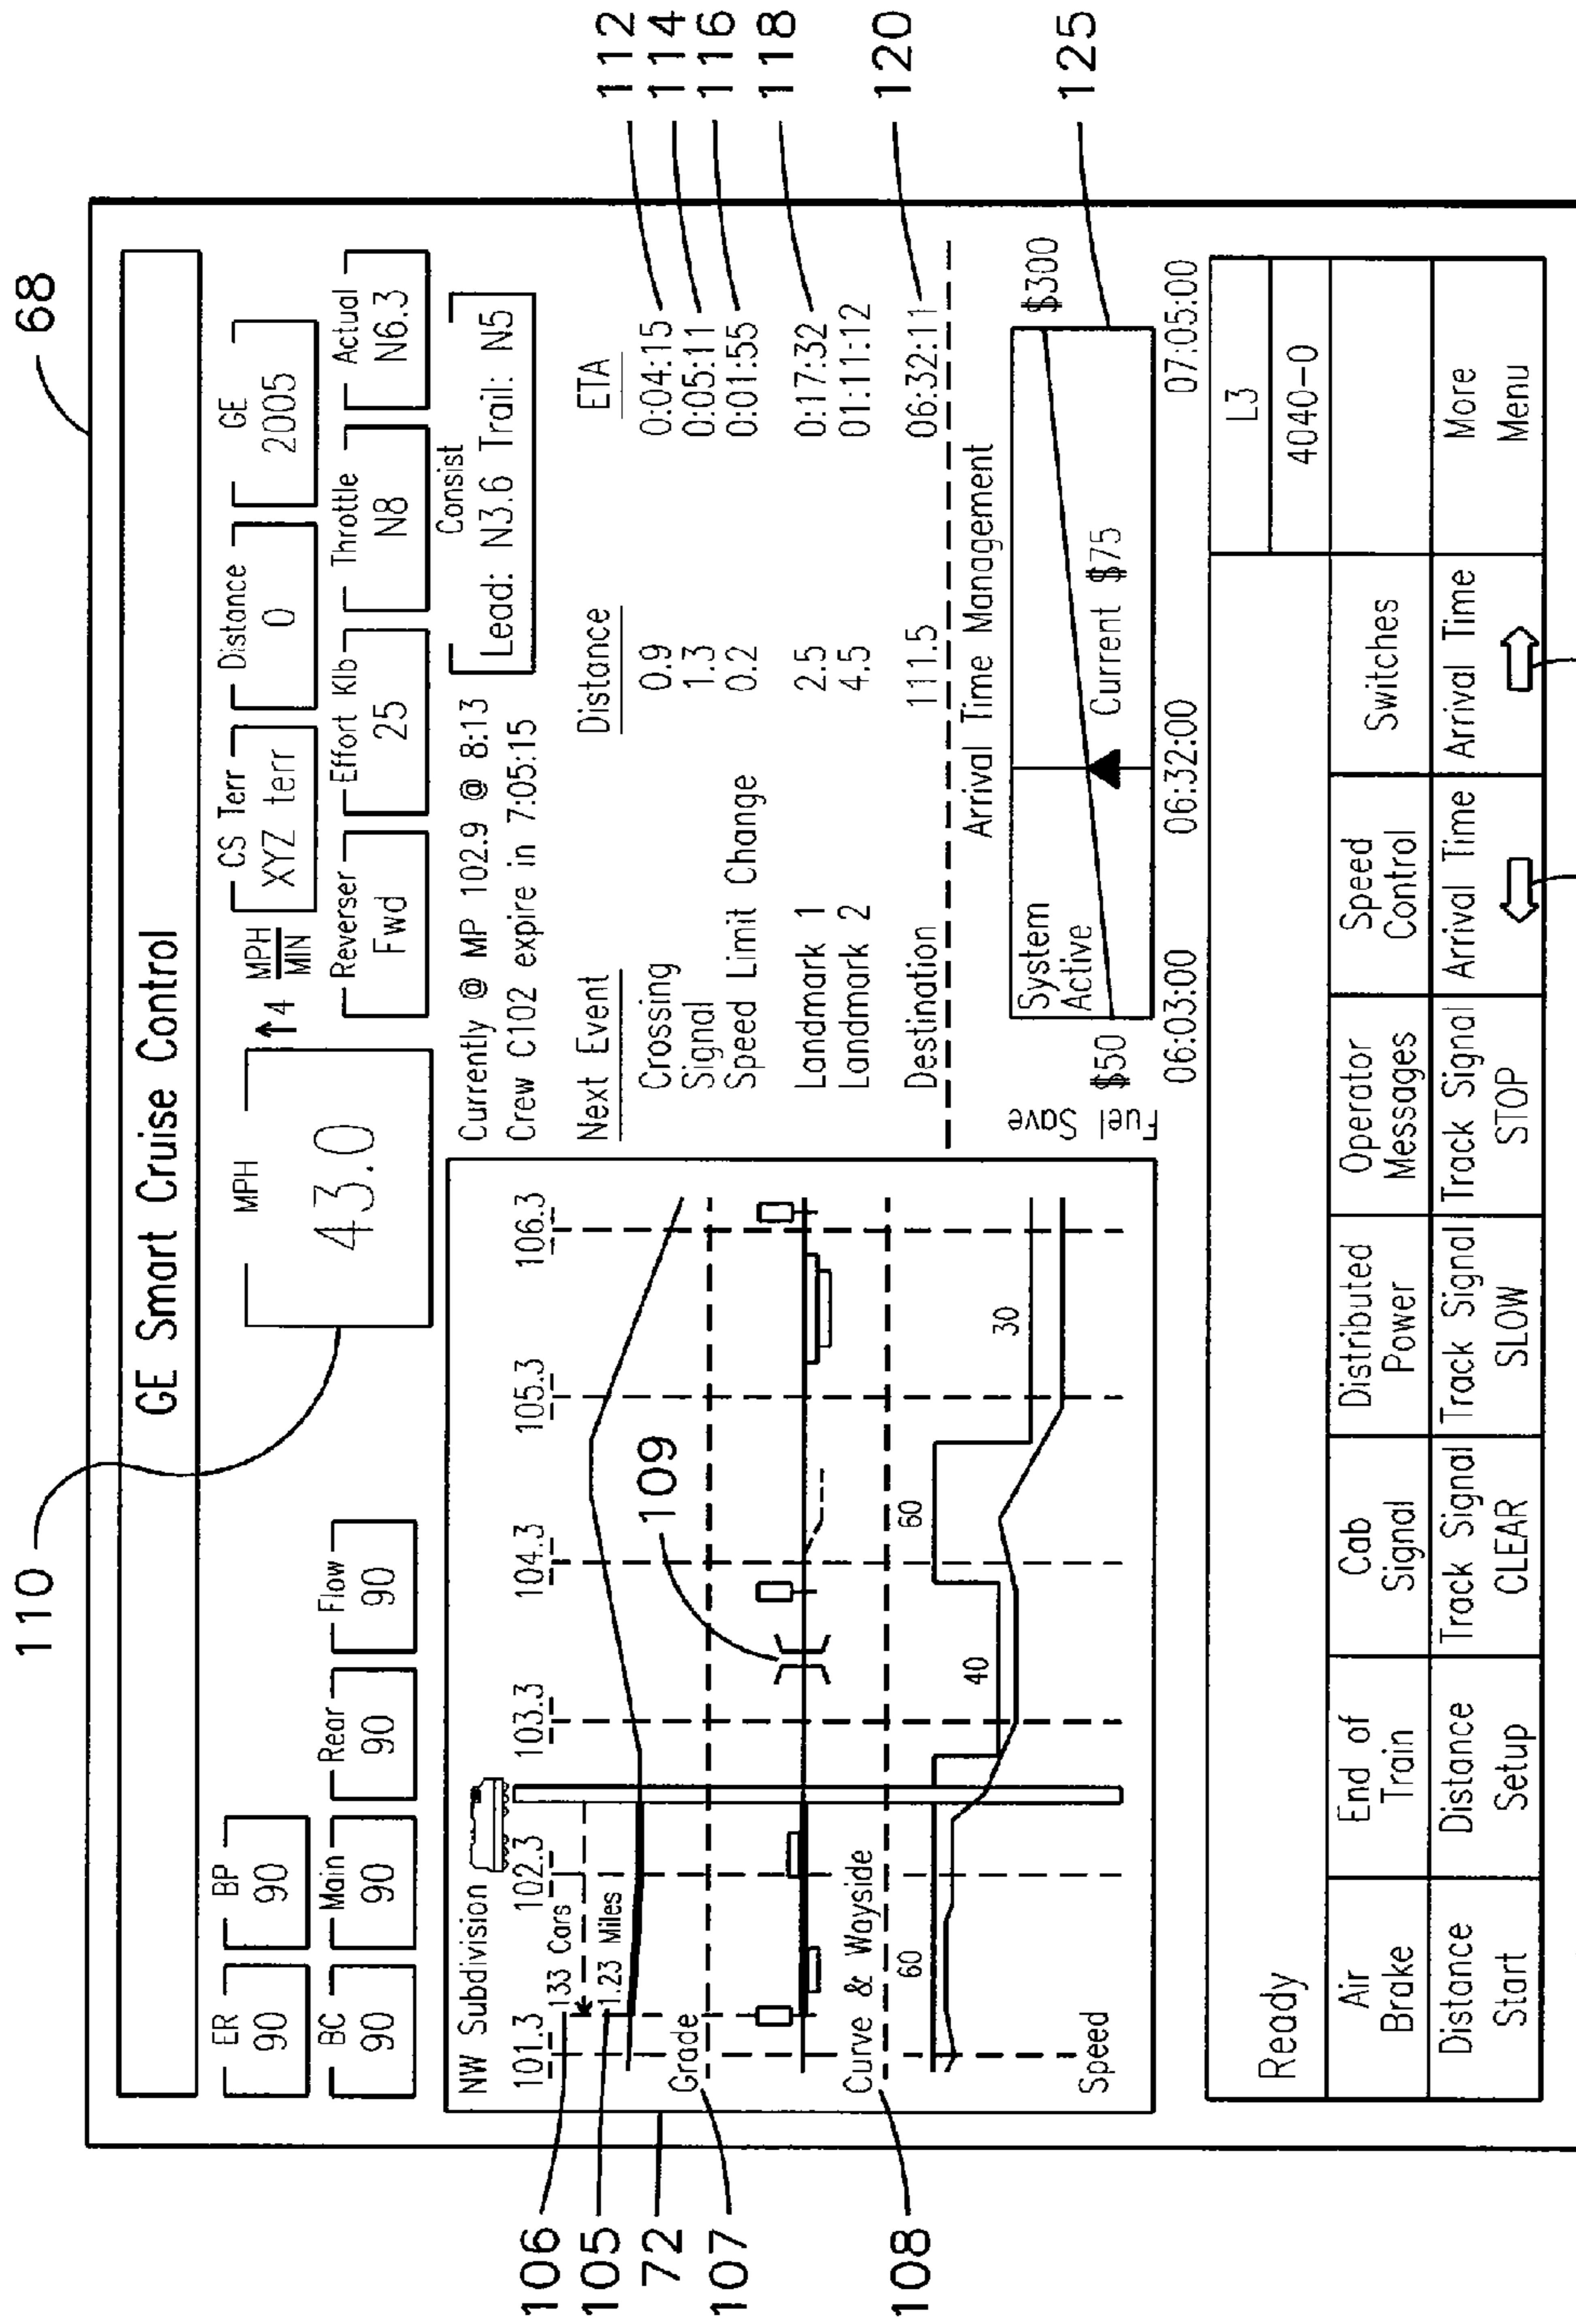 110
68
GE Smart Cruise Control
ER
90
BP
90
MPH
43.0
4 MPH
MIN
CS Terr
XYZ terr
Distance
0
GE
2005
BC
90
Main
90
Rear
90
Flow
90
Reverser
Fwd
Effort Klb
25
Throttle
N8
Actual
N6.3
106
105
72
107
108
NW Subdivision
101.3
102.3
103.3
104.3
105.3
106.3
133 Cars
1.23 Miles
109
Grade
Curve & Wayside
60
40
60
30
Speed
Currently @ MP 102.9 @ 8:13
Crew C102 expire in 7:05:15
Consist
Lead: N3.6 Trail: N5
Next Event Distance ETA
Crossing 0.9 0:04:15
Signal 1.3 0:05:11
Speed Limit Change 0.2 0:01:55
Landmark 1 2.5 0:17:32
Landmark 2 4.5 01:11:12
Destination 111.5 06:32:11
112
114
116
118
120
125
Arrival Time Management
Fuel
Save
$50
System
Active
Current $75
$300
06:03:00
06:32:00
07:05:00
Ready
L3
4040-0
Air
Brake
End of
Train
Cab
Signal
Distributed
Power
Operator
Messages
Speed
Control
Switches
Distance
Start
Distance
Setup
Track Signal
CLEAR
Track Signal
SLOW
Track Signal
STOP
Arrival Time
Arrival Time
More
Menu